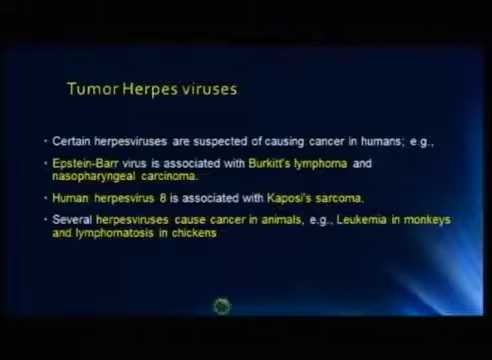 Tumor Herpes viruses
• Certain herpesviruses are suspected of causing cancer in humans; e.g.,
• Epstein-Barr virus is associated with Burkitt's lymphoma and
nasopharyngeal carcinoma.
• Human herpesvirus 8 is associated with Kaposi's sarcoma.
• Several herpesviruses cause cancer in animals, e.g., Leukemia in monkeys
and lymphomatosis in chickens